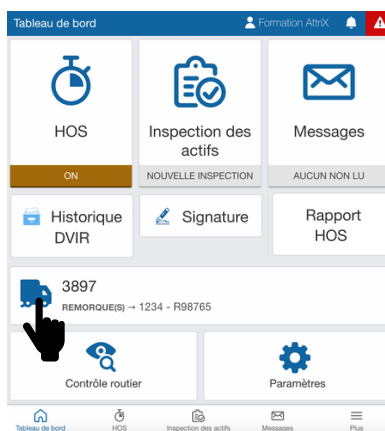 Tableau de bord
Formation AttriX
HOS
ON
Inspection des
actifs
NOUVELLE INSPECTION
Messages
AUCUN NON LU
Historique
DVIR
Signature
Rapport
HOS
3897
REMORQUE(S) → 1234 - R98765
Contrôle routier
Paramètres
Tableau de bord
HOS
Inspection des actifs
Messages
Plus